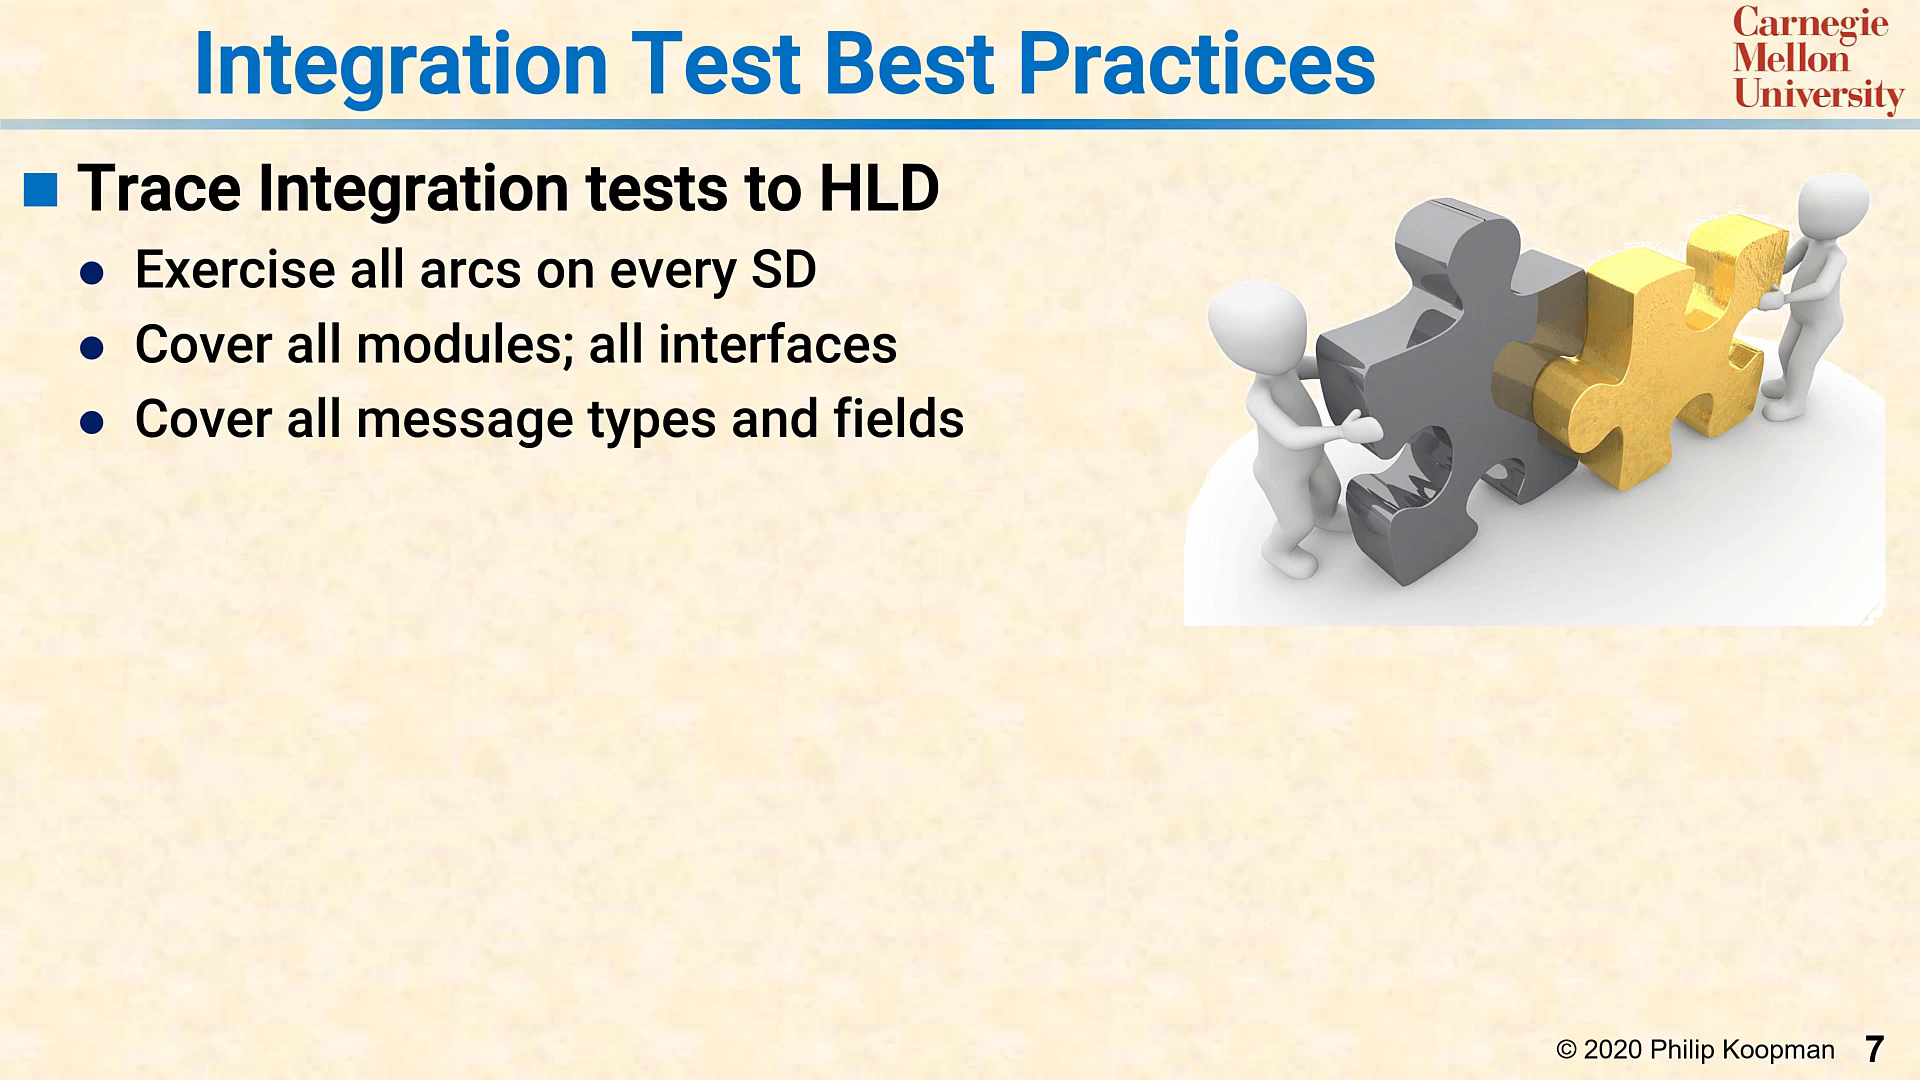 Integration Test Best Practices
Carnegie
Mellon
University
Trace Integration tests to HLD
Exercise all arcs on every SD
Cover all modules; all interfaces
Cover all message types and fields
© 2020 Philip Koopman 7